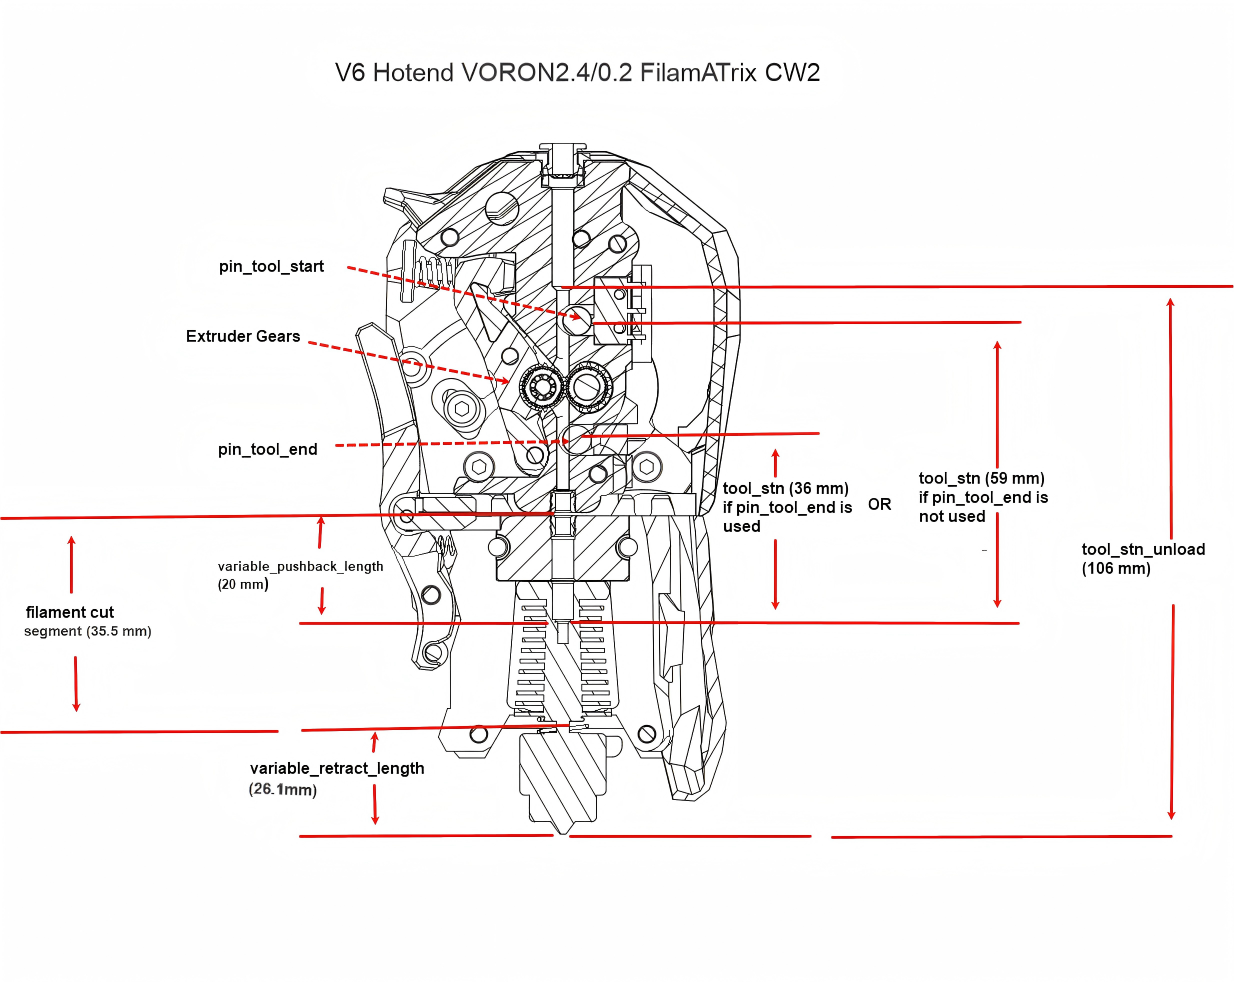 V6 Hotend VORON2.4/0.2 FilamATrix CW2
pin_tool_start
Extruder Gears
pin_tool_end
tool_stn (36 mm)
if pin_tool_end is
used
OR
tool_stn (59 mm)
if pin_tool_end is
not used
tool_stn_unload
(106 mm)
variable_pushback_length
(20 mm)
filament cut
segment (35.5 mm)
variable_retract_length
(26.1mm)